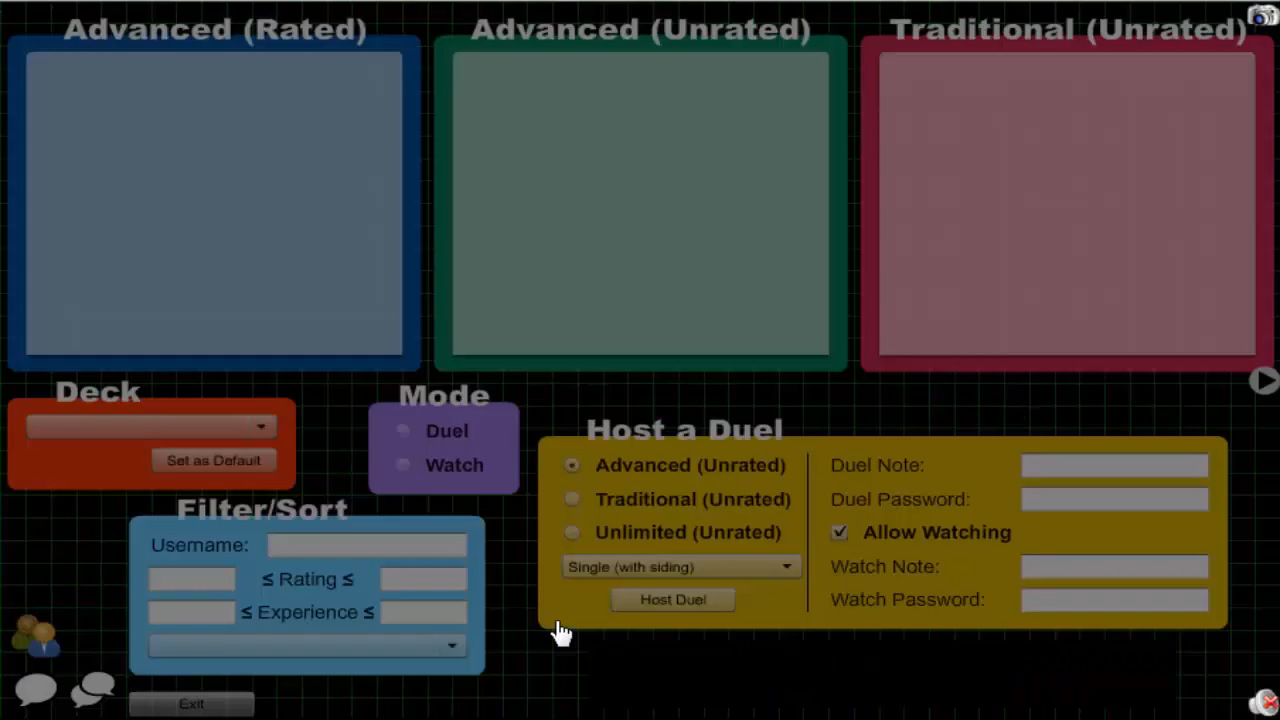 Advanced (Rated)
Advanced (Unrated)
Traditional (Unrated)
Deck
Set as Default
Mode
Duel
Watch
Filter/Sort
Username:
≤ Rating ≤
≤ Experience ≤
Exit
Host a Duel
Advanced (Unrated)
Traditional (Unrated)
Unlimited (Unrated)
Single (with siding)
Host Duel
Duel Note:
Duel Password:
Allow Watching
Watch Note:
Watch Password: